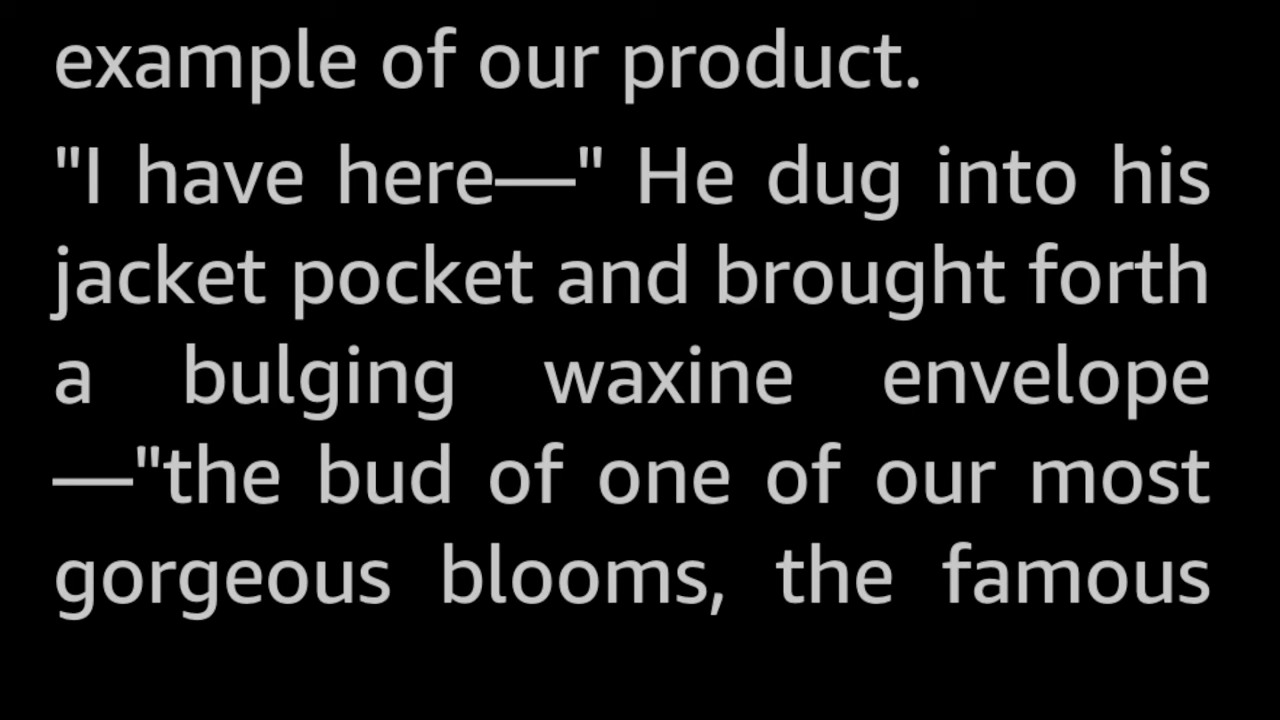 example of our product.
"I have here—" He dug into his
jacket pocket and brought forth
a bulging waxine envelope
—"the bud of one of our most
gorgeous blooms, the famous